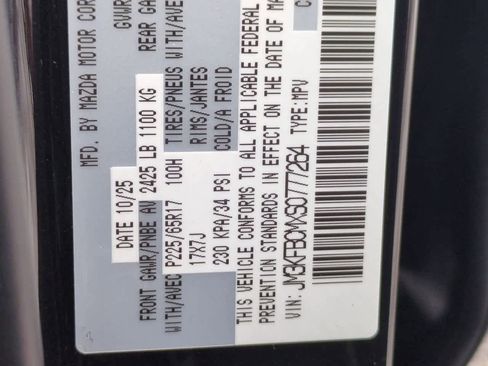 MFD. BY MAZDA MOTOR COR
DATE 10/25 GVWR
FRONT GAWR/PNBE AV 2425 LB 1100 KG REAR GA
WITH/AVEC P225/65R17 100H TIRES/PNEUS WITH/AVE
17X7J RIMS/JANTES
230 KPA/34 PSI COLD/A FROID
THIS VEHICLE CONFORMS TO ALL APPLICABLE FEDERAL
PREVENTION STANDARDS IN EFFECT ON THE DATE OF MA
VIN: JM3KFBCMXS0777264 TYPE: MPV